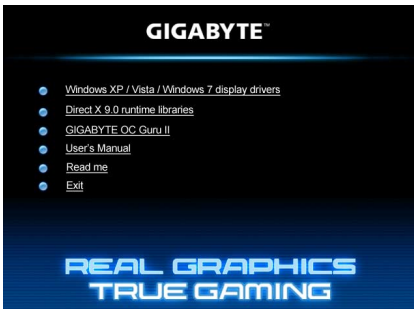 GIGABYTE™
Windows XP / Vista / Windows 7 display drivers
Direct X 9.0 runtime libraries
GIGABYTE OC Guru II
User's Manual
Read me
Exit
REAL GRAPHICS
TRUE GAMING